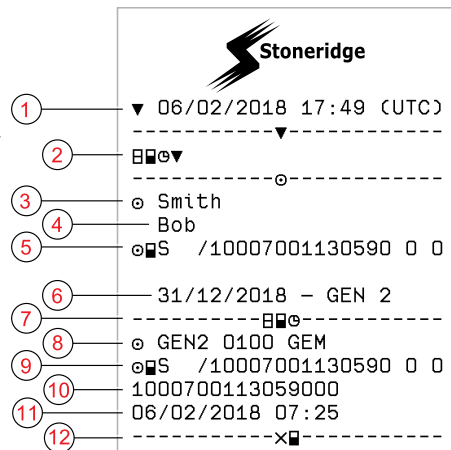 Stoneridge
1 ▼ 06/02/2018 17:49 (UTC)
2
3 Smith
4 Bob
5 S /10007001130590 0 0
6 31/12/2018 – GEN 2
7
8 GEN2 0100 GEM
9 S /10007001130590 0 0
10 1000700113059000
11 06/02/2018 07:25
12